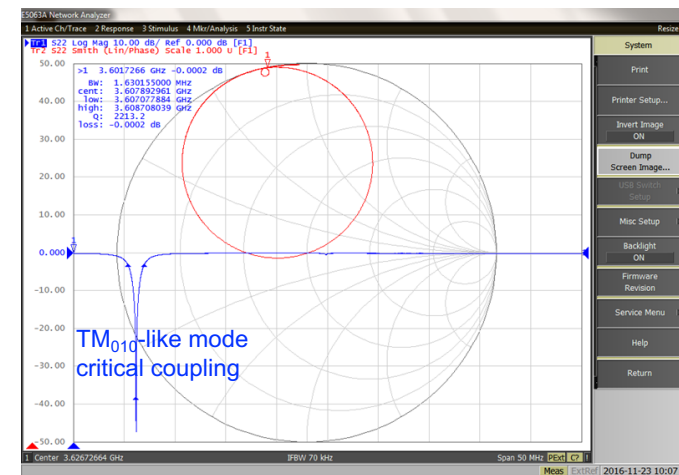 E5063A Network Analyzer
1 Active Ch/Trace 2 Response 3 Stimulus 4 Mkr/Analysis 5 Instr State
Resize
Tr1 S22 Log Mag 10.00 dB/ Ref 0.000 dB [F1]
Tr2 S22 Smith (Lin/Phase) Scale 1.000 U [F1]
50.00
>1 3.6017266 GHz -0.0002 dB
1
BW: 1.630155000 MHz
cent: 3.607892961 GHz
low: 3.607077884 GHz
high: 3.608708039 GHz
Q: 2213.2
loss: -0.0002 dB
40.00
30.00
20.00
10.00
1
0.000
-10.00
-20.00
TM₀₁₀-like mode
critical coupling
-30.00
-40.00
-50.00
1 Center 3.62672664 GHz
IFBW 70 kHz
Span 50 MHz PExt C?
Meas ExtRef 2016-11-23 10:07
System
Print
Printer Setup...
Invert Image
ON
Dump
Screen Image...
USB Switch
Setup
Misc Setup
Backlight
ON
Firmware
Revision
Service Menu
Help
Return